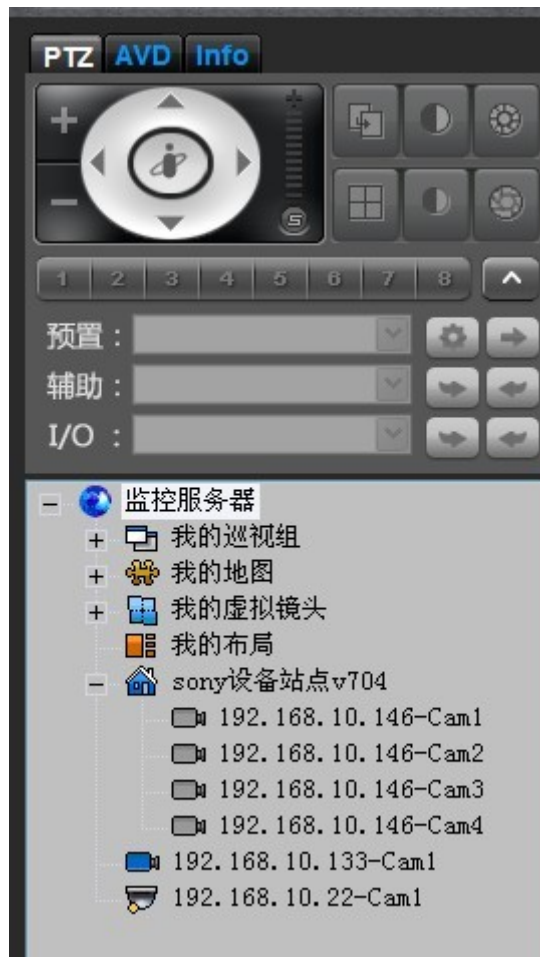 PTZ AVD Info
1 2 3 4 5 6 7 8
预置：
辅助：
I/O ：
监控服务器
我的巡视组
我的地图
我的虚拟镜头
我的布局
sony设备站点v704
192.168.10.146-Cam1
192.168.10.146-Cam2
192.168.10.146-Cam3
192.168.10.146-Cam4
192.168.10.133-Cam1
192.168.10.22-Cam1